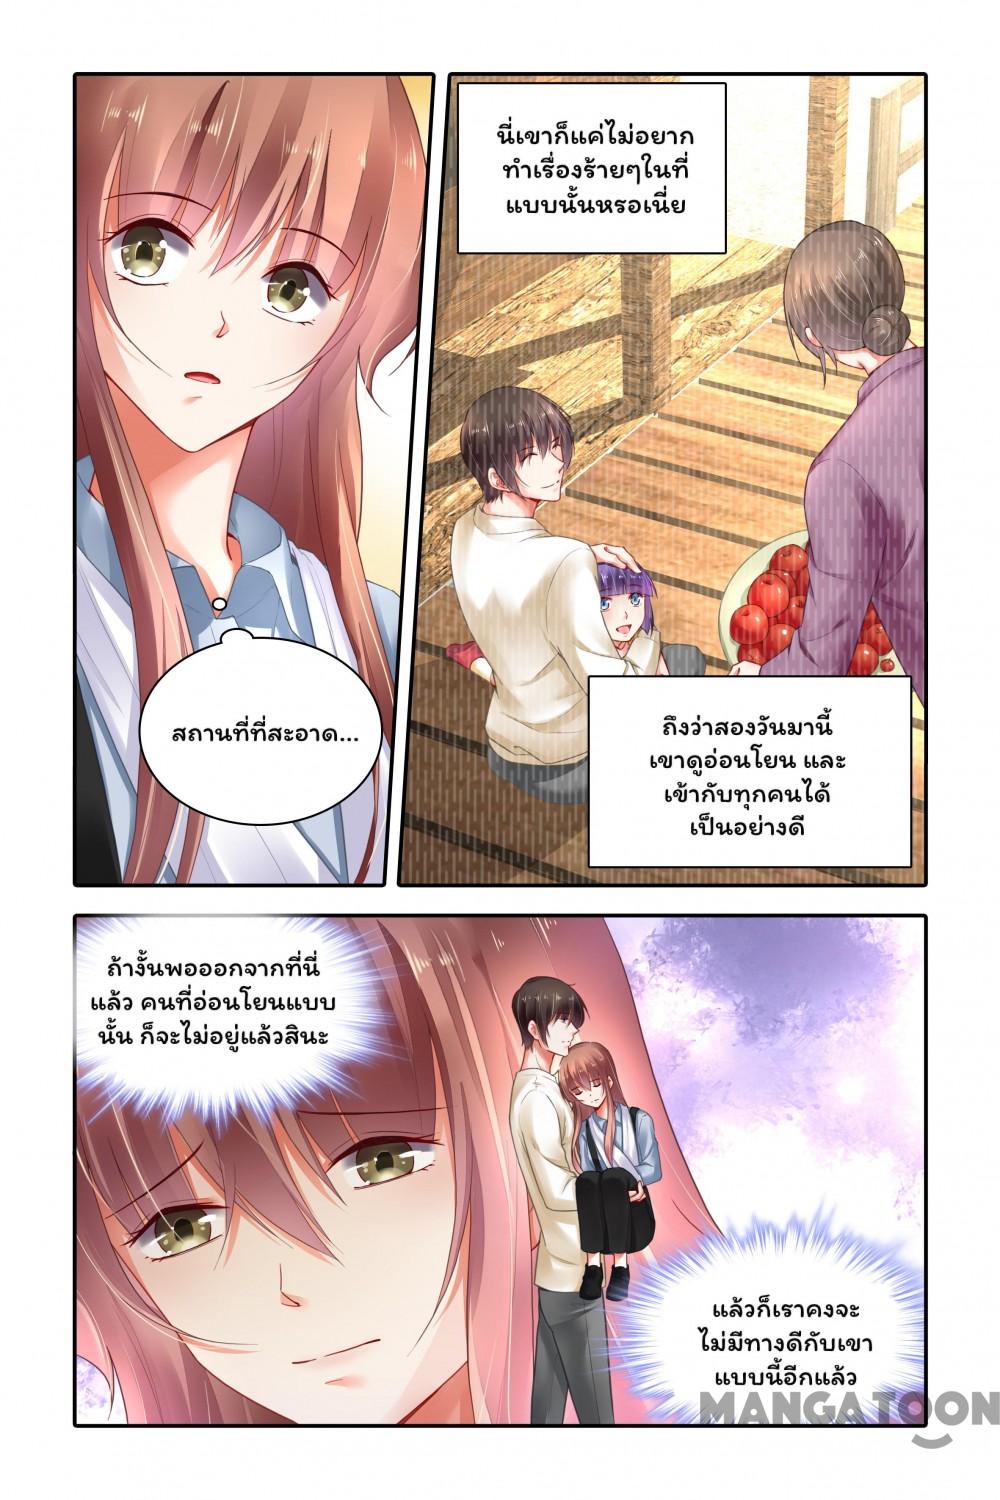 สถานที่ที่สะอาด...
นี่เขาก็แค่ไม่อยาก
ทำเรื่องร้ายๆในที่
แบบนั้นหรอเนี่ย
ถึงว่าสองวันมานี้
เขาดูอ่อนโยน และ
เข้ากับทุกคนได้
เป็นอย่างดี
ถ้างั้นพอออกจากที่นี่
แล้ว คนที่อ่อนโยนแบบ
นั้น ก็จะไม่อยู่แล้วสินะ
แล้วก็เราคงจะ
ไม่มีทางดีกับเขา
แบบนี้อีกแล้ว
MANGATOON